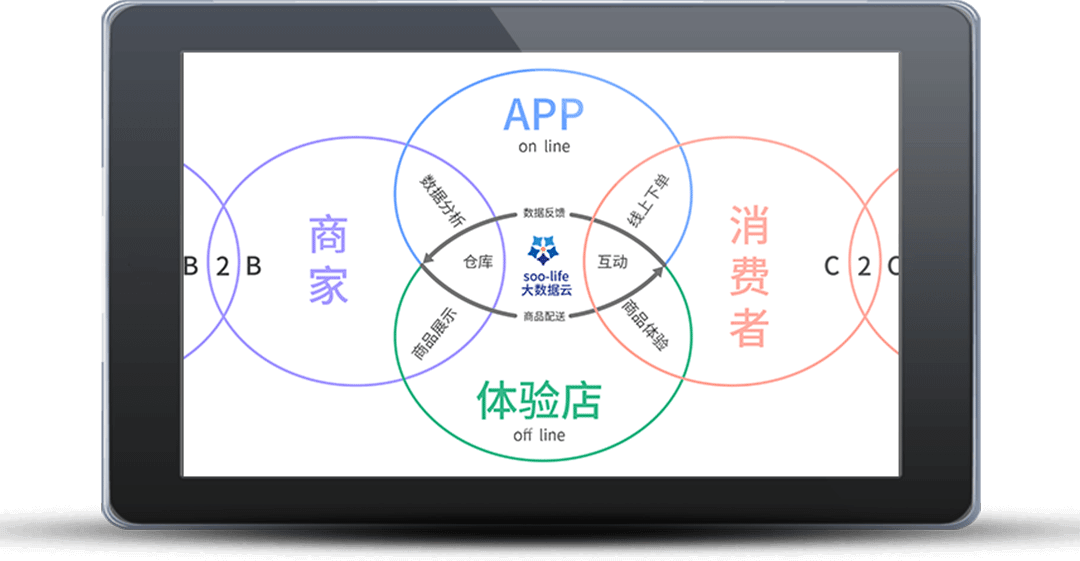 APP
on line
数据分析
线上下单
数据反馈
商家
B 2 B
仓库
soo-life
大数据云
互动
消费者
C 2 C
商品配送
商品展示
商品体验
体验店
off line